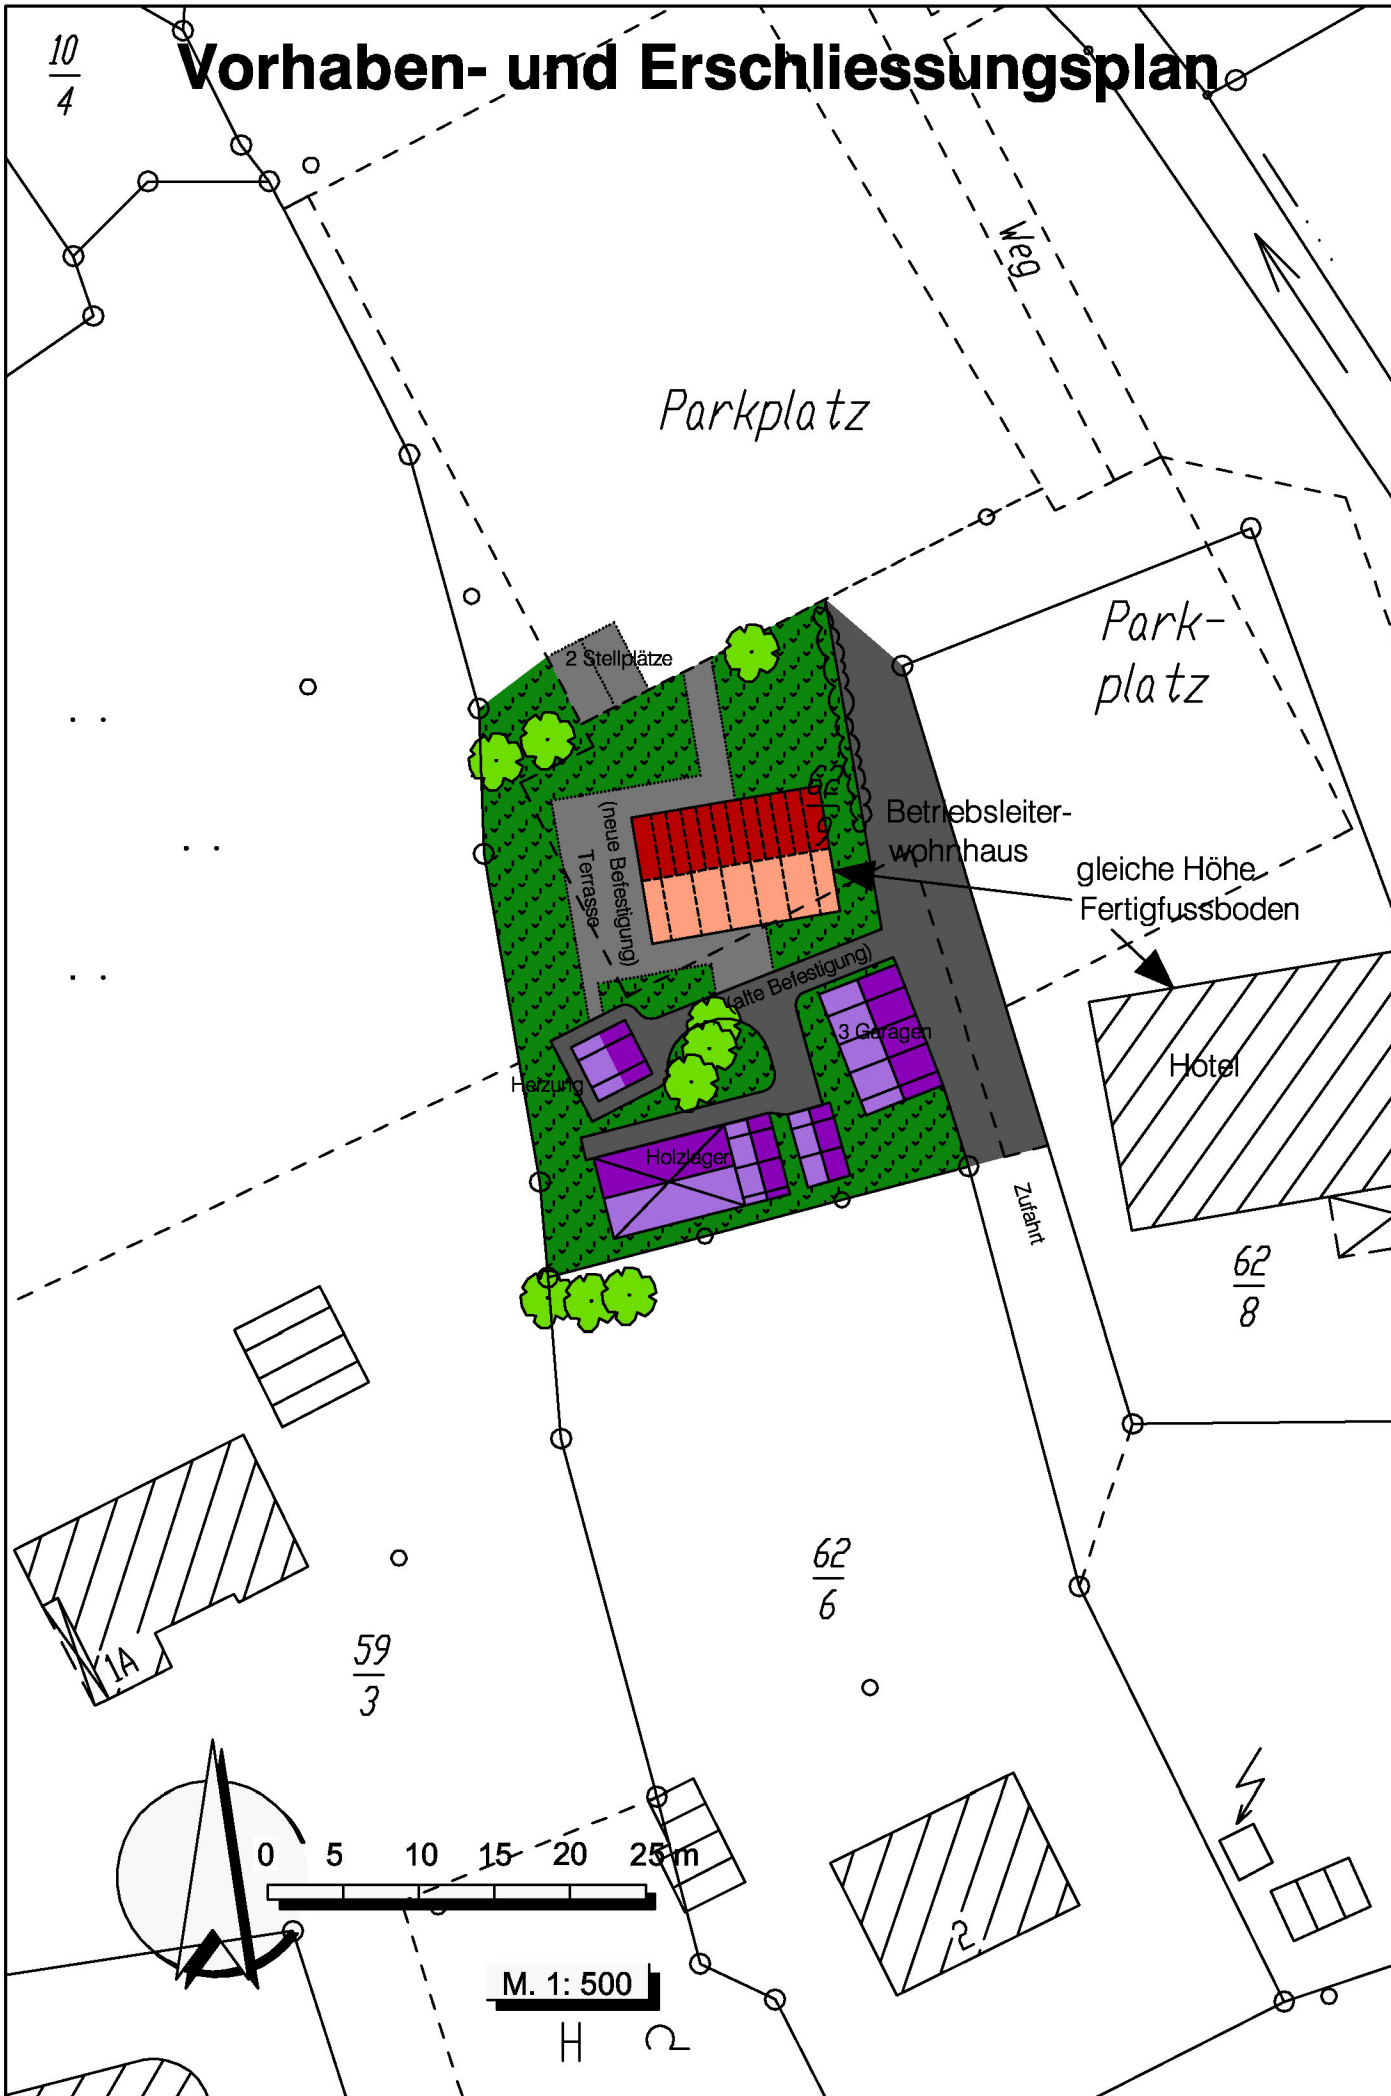 Vorhaben- und Erschliessungsplan
10
4
Weg
Parkplatz
Park-
platz
2 Stellplätze
62
9
Betriebsleiter-
wohnhaus
gleiche Höhe
Fertigfussboden
(neue Befestigung)
Terrasse
(alte Befestigung)
3 Garagen
Hotel
Heizung
Holzlager
Zufahrt
62
8
62
6
59
3
1A
2
0 5 10 15 20 25 m
M. 1: 500
H